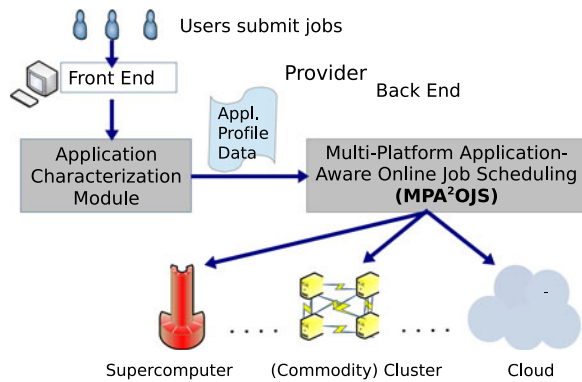 Users submit jobs
Front End
Provider
Back End
Appl.
Profile
Data
Application
Characterization
Module
Multi-Platform Application-
Aware Online Job Scheduling
(MPA²OJS)
-
. . . .
. . . .
Supercomputer
(Commodity) Cluster
Cloud